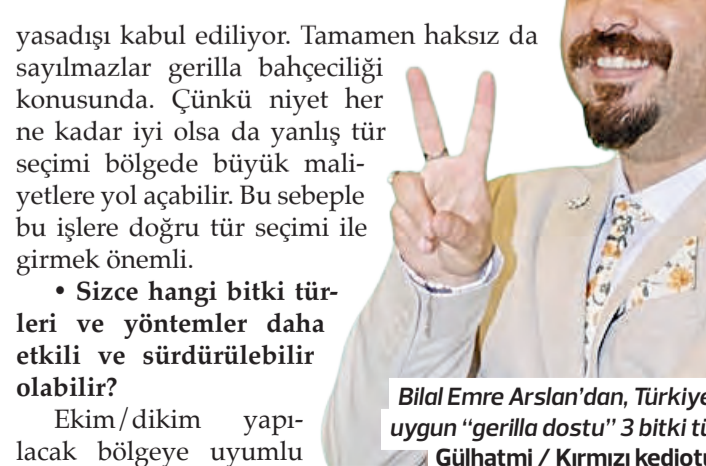 yasadışı kabul ediliyor. Tamamen haksız da
sayılmazlar gerilla bahçeciliği
konusunda. Çünkü niyet her
ne kadar iyi olsa da yanlış tür
seçimi bölgede büyük mali-
yetlere yol açabilir. Bu sebeple
bu işlere doğru tür seçimi ile
girmek önemli.
• Sizce hangi bitki tür-
leri ve yöntemler daha
etkili ve sürdürülebilir
olabilir?
Ekim/dikim yapı-
lacak bölgeye uyumlu
Bilal Emre Arslan’dan, Türkiye
uygun “gerilla dostu” 3 bitki tü
Gülhatmi / Kırmızı kediotu